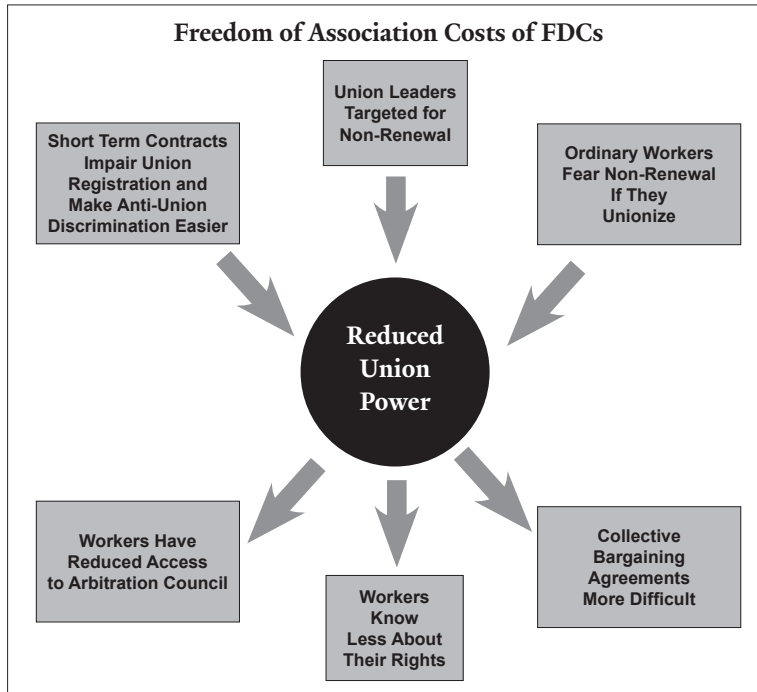 Freedom of Association Costs of FDCs
Union Leaders
Targeted for
Non-Renewal
Short Term Contracts
Impair Union
Registration and
Make Anti-Union
Discrimination Easier
Ordinary Workers
Fear Non-Renewal
If They
Unionize
Reduced
Union
Power
Workers Have
Reduced Access
to Arbitration Council
Workers
Know
Less About
Their Rights
Collective
Bargaining
Agreements
More Difficult